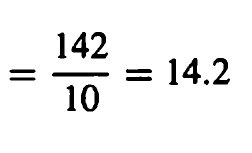 = 142/10 = 14.2